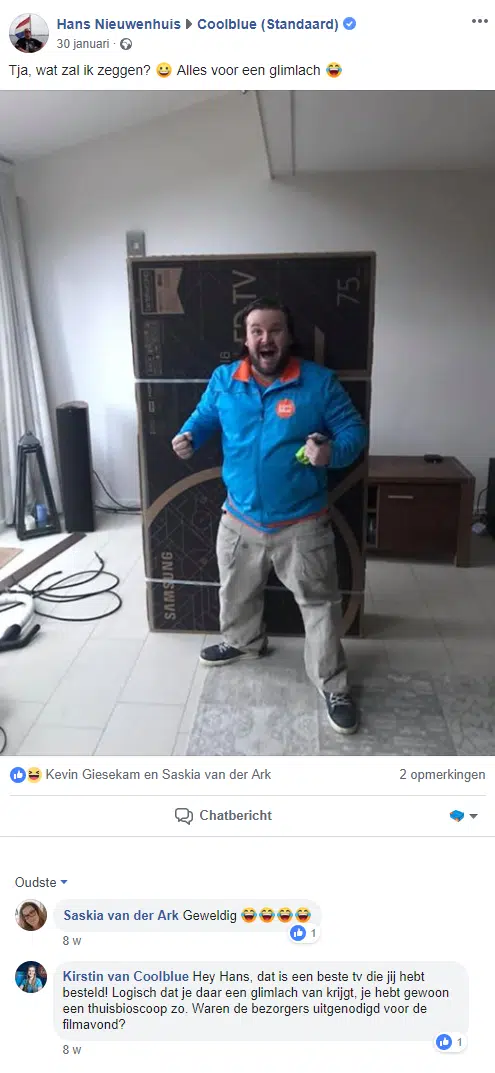 Hans Nieuwenhuis ▸ Coolblue (Standaard)
30 januari ·
Tja, wat zal ik zeggen? 😀 Alles voor een glimlach 😂
75
LED TV
SAMSUNG
Kevin Giesekam en Saskia van der Ark
2 opmerkingen
Chatbericht
Oudste
Saskia van der Ark Geweldig 😂😂😂😂
1
8 w
Kirstin van Coolblue Hey Hans, dat is een beste tv die jij hebt
besteld! Logisch dat je daar een glimlach van krijgt, je hebt gewoon
een thuisbioscoop zo. Waren de bezorgers uitgenodigd voor de
filmavond?
1
8 w